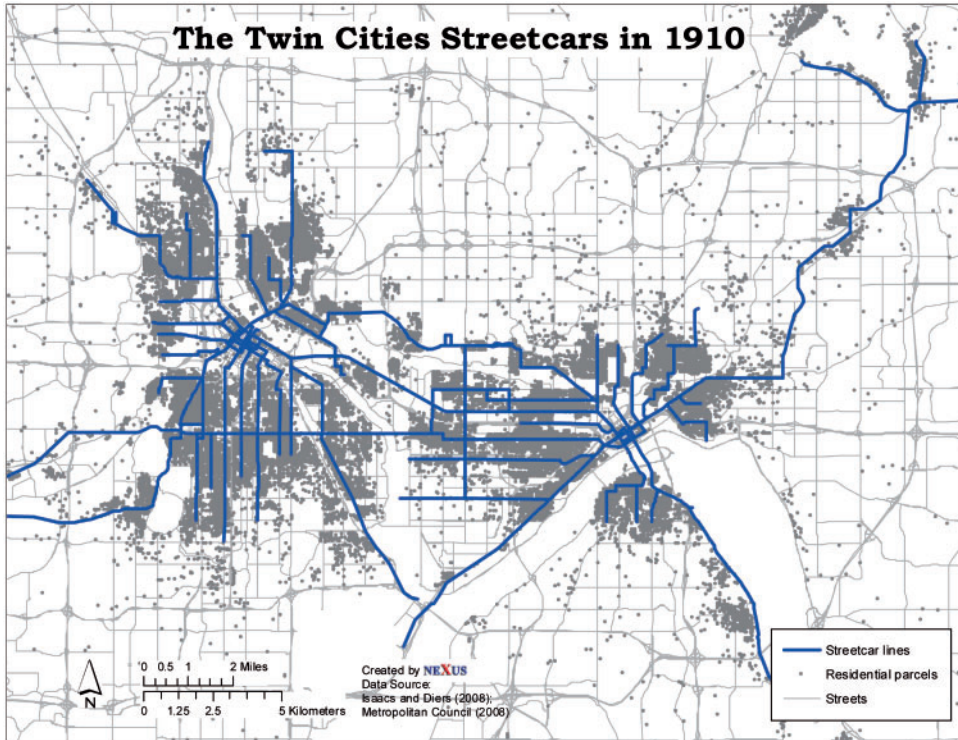 The Twin Cities Streetcars in 1910
Streetcar lines
Residential parcels
Streets
0 0.5 1 2 Miles
0 1.25 2.5 5 Kilometers
N
Created by NEXUS
Data Source:
Isaacs and Diers (2008);
Metropolitan Council (2008)